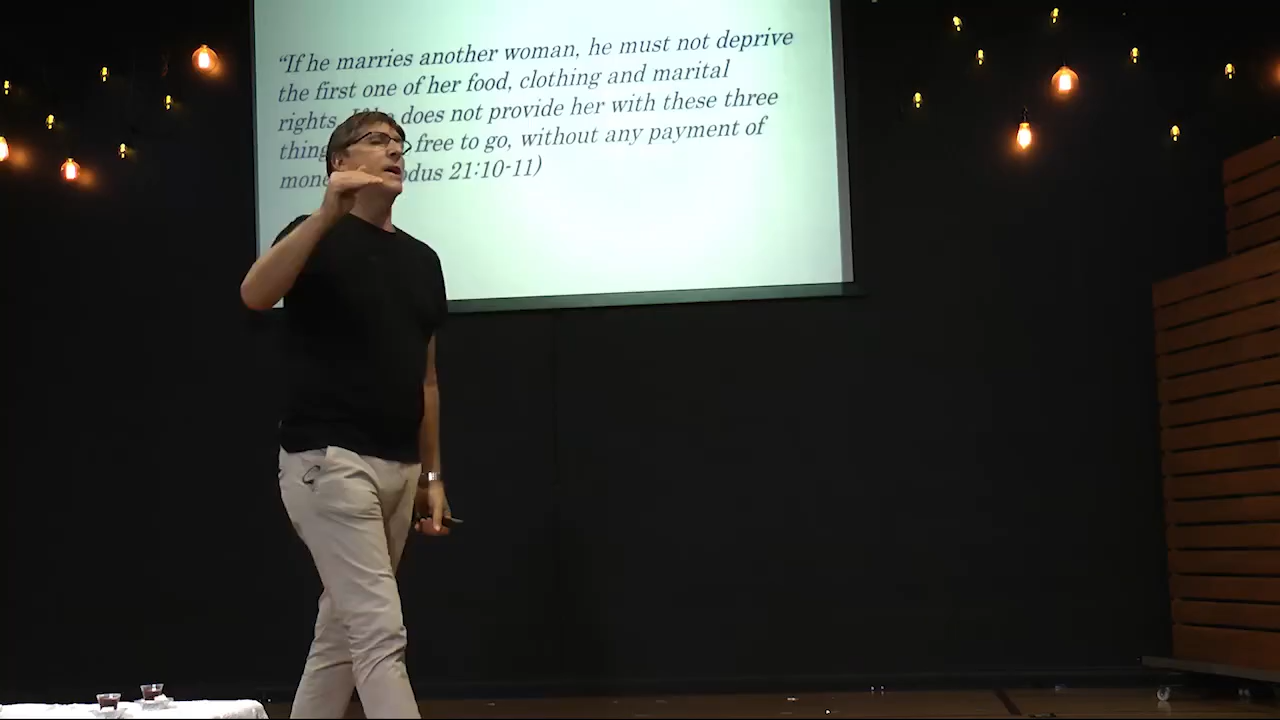 “If he marries another woman, he must not deprive
the first one of her food, clothing and marital
rights. does not provide her with these three
free to go, without any payment of
21:10-11)